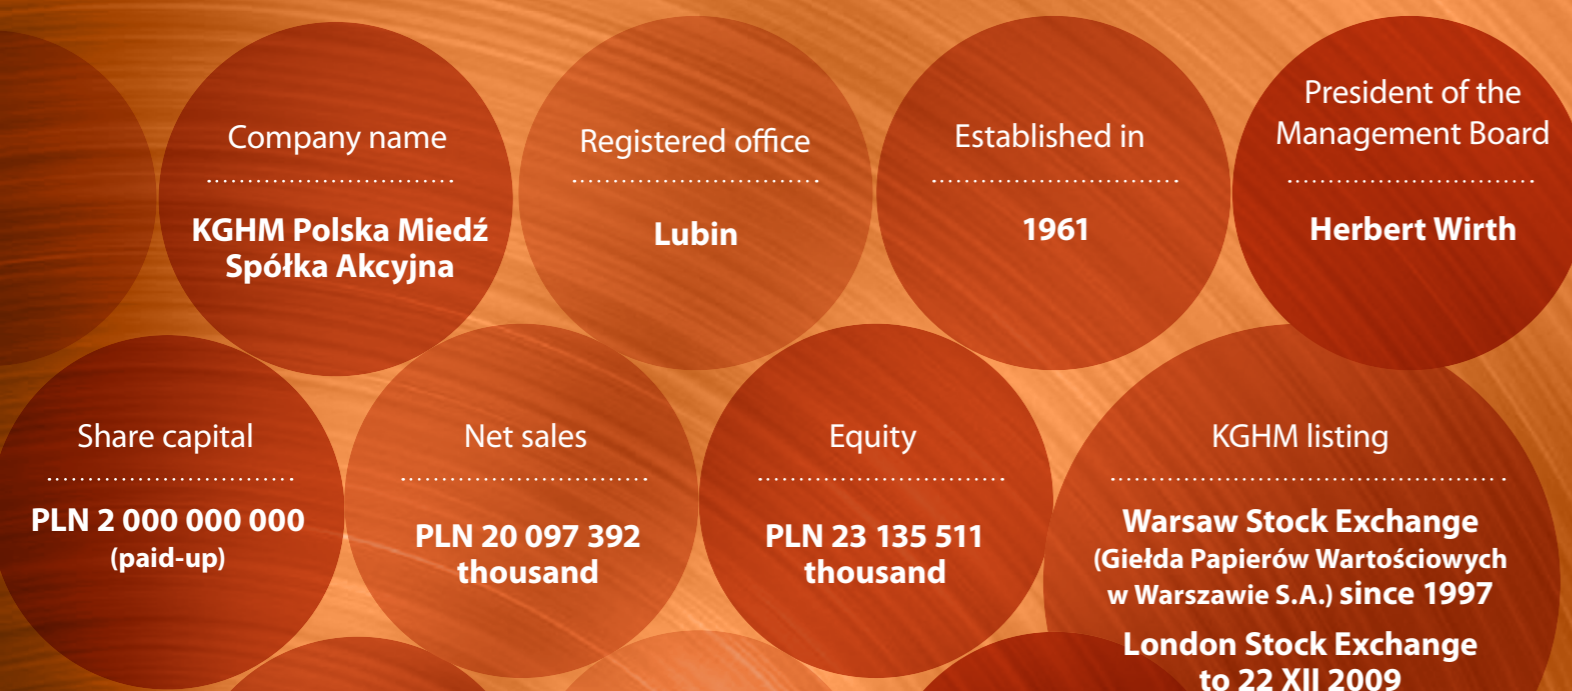 Company name
KGHM Polska Miedź
Spółka Akcyjna
Registered office
Lubin
Established in
1961
President of the
Management Board
Herbert Wirth
Share capital
PLN 2 000 000 000
(paid-up)
Net sales
PLN 20 097 392
thousand
Equity
PLN 23 135 511
thousand
KGHM listing
Warsaw Stock Exchange
(Giełda Papierów Wartościowych
w Warszawie S.A.) since 1997
London Stock Exchange
to 22 XII 2009